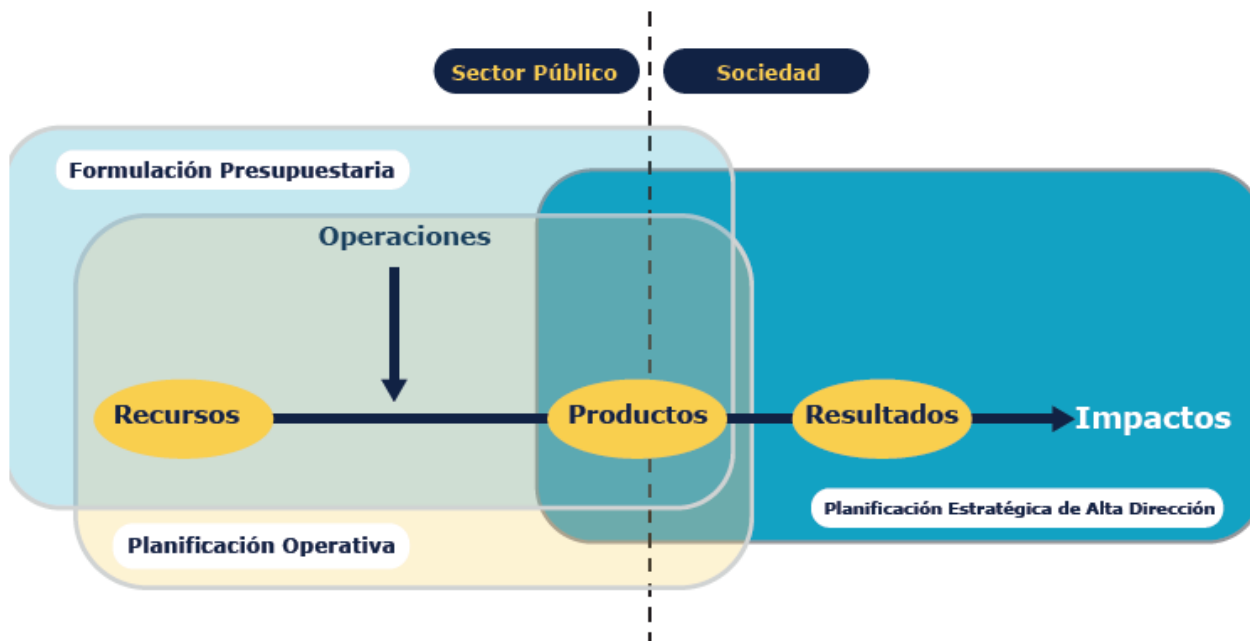 Sector Público
Sociedad
Formulación Presupuestaria
Operaciones
Recursos
Productos
Resultados
Impactos
Planificación Estratégica de Alta Dirección
Planificación Operativa